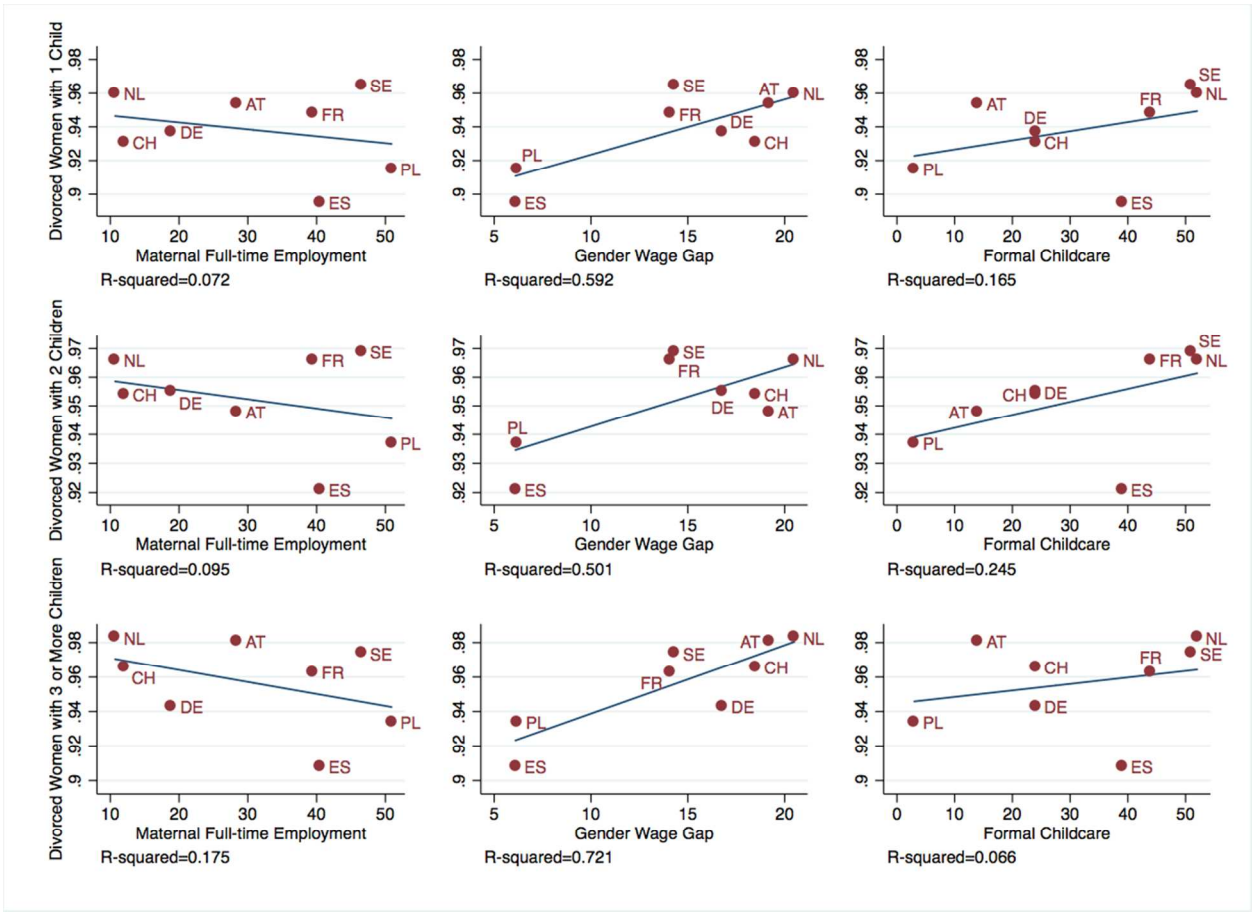 Divorced Women with 1 Child
.98
.96
.94
.92
.9
NL
CH
DE
AT
FR
SE
ES
PL
10 20 30 40 50
Maternal Full-time Employment
R-squared=0.072
.98
.96
.94
.92
.9
PL
ES
SE
FR
DE
AT
CH
NL
5 10 15 20
Gender Wage Gap
R-squared=0.592
.98
.96
.94
.92
.9
PL
AT
DE
CH
ES
FR
SE
NL
0 10 20 30 40 50
Formal Childcare
R-squared=0.165
Divorced Women with 2 Children
.97
.96
.95
.94
.93
.92
NL
CH
DE
AT
FR
SE
ES
PL
10 20 30 40 50
Maternal Full-time Employment
R-squared=0.095
.97
.96
.95
.94
.93
.92
PL
ES
SE
FR
DE
CH
AT
NL
5 10 15 20
Gender Wage Gap
R-squared=0.501
.97
.96
.95
.94
.93
.92
PL
AT
CH
DE
ES
FR
SE
NL
0 10 20 30 40 50
Formal Childcare
R-squared=0.245
Divorced Women with 3 or More Children
.98
.96
.94
.92
.9
NL
CH
DE
AT
FR
SE
ES
PL
10 20 30 40 50
Maternal Full-time Employment
R-squared=0.175
.98
.96
.94
.92
.9
PL
ES
SE
FR
DE
AT
CH
NL
5 10 15 20
Gender Wage Gap
R-squared=0.721
.98
.96
.94
.92
.9
PL
AT
CH
DE
ES
FR
NL
SE
0 10 20 30 40 50
Formal Childcare
R-squared=0.066